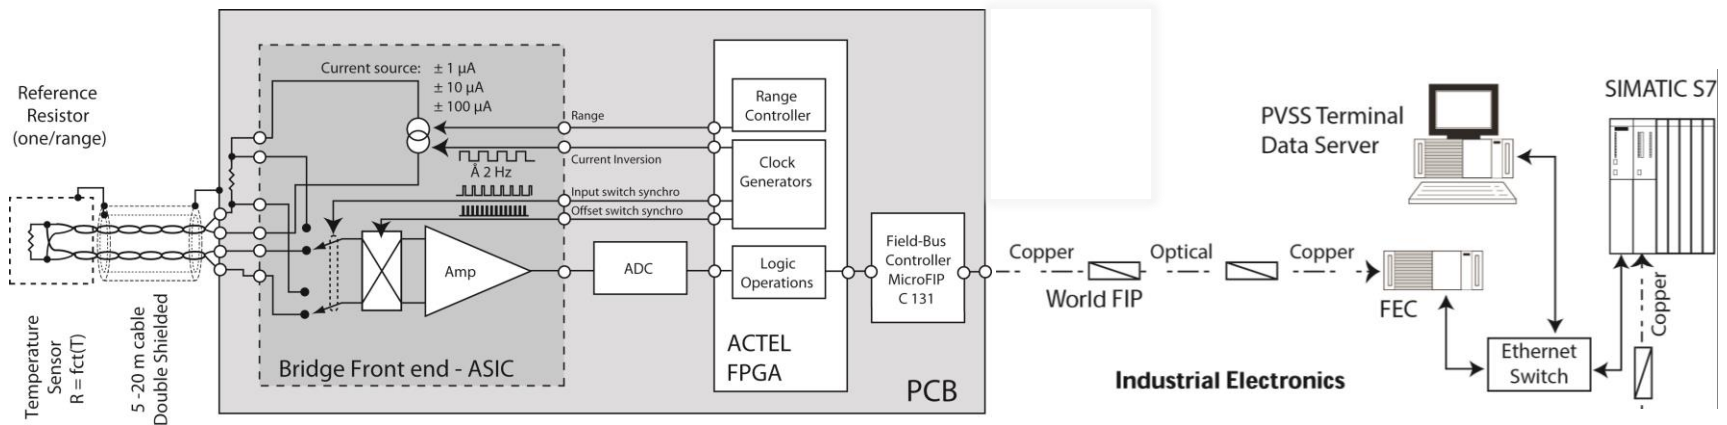 Reference
Resistor
(one/range)
Temperature
Sensor
R = fct(T)
5 -20 m cable
Double Shielded
Current source:
± 1 µA
± 10 µA
± 100 µA
Å 2 Hz
Amp
Bridge Front end - ASIC
Range
Current Inversion
Input switch synchro
Offset switch synchro
ADC
Range
Controller
Clock
Generators
Logic
Operations
ACTEL
FPGA
Field-Bus
Controller
MicroFIP
C 131
PCB
Copper
Optical
Copper
World FIP
FEC
Industrial Electronics
PVSS Terminal
Data Server
SIMATIC S7
Ethernet
Switch
Copper